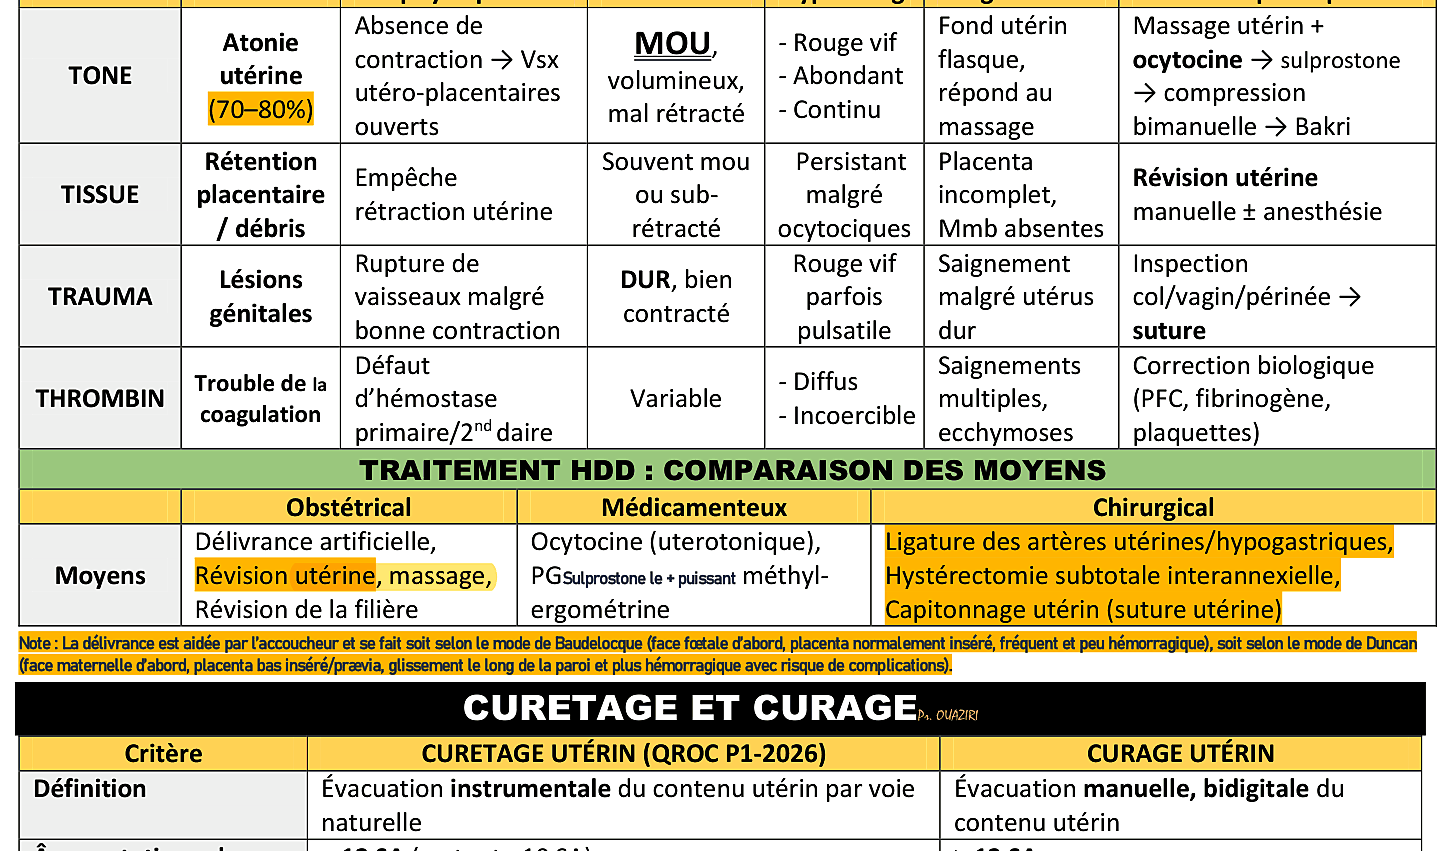 TONE
Atonie
utérine
(70–80%)
Absence de
contraction → Vsx
utéro-placentaires
ouverts
MOU,
volumineux,
mal rétracté
- Rouge vif
- Abondant
- Continu
Fond utérin
flasque,
répond au
massage
Massage utérin +
ocytocine → sulprostone
→ compression
bimanuelle → Bakri
TISSUE
Rétention
placentaire
/ débris
Empêche
rétraction utérine
Souvent mou
ou sub-
rétracté
Persistant
malgré
ocytociques
Placenta
incomplet,
Mmb absentes
Révision utérine
manuelle ± anesthésie
TRAUMA
Lésions
génitales
Rupture de
vaisseaux malgré
bonne contraction
DUR, bien
contracté
Rouge vif
parfois
pulsatile
Saignement
malgré utérus
dur
Inspection
col/vagin/périnée →
suture
THROMBIN
Trouble de la
coagulation
Défaut
d’hémostase
primaire/2nd daire
Variable
- Diffus
- Incoercible
Saignements
multiples,
ecchymoses
Correction biologique
(PFC, fibrinogène,
plaquettes)
TRAITEMENT HDD : COMPARAISON DES MOYENS
Obstétrical
Médicamenteux
Chirurgical
Moyens
Délivrance artificielle,
Révision utérine, massage,
Révision de la filière
Ocytocine (uterotonique),
PGSulprostone le + puissant méthyl-
ergométrine
Ligature des artères utérines/hypogastriques,
Hystérectomie subtotale interannexielle,
Capitonnage utérin (suture utérine)
Note : La délivrance est aidée par l’accoucheur et se fait soit selon le mode de Baudelocque (face fœtale d’abord, placenta normalement inséré, fréquent et peu hémorragique), soit selon le mode de Duncan
(face maternelle d’abord, placenta bas inséré/prævia, glissement le long de la paroi et plus hémorragique avec risque de complications).
CURETAGE ET CURAGE Pr. OUAZIRI
Critère
CURETAGE UTÉRIN (QROC P1-2026)
CURAGE UTÉRIN
Définition
Évacuation instrumentale du contenu utérin par voie
naturelle
Évacuation manuelle, bidigitale du
contenu utérin